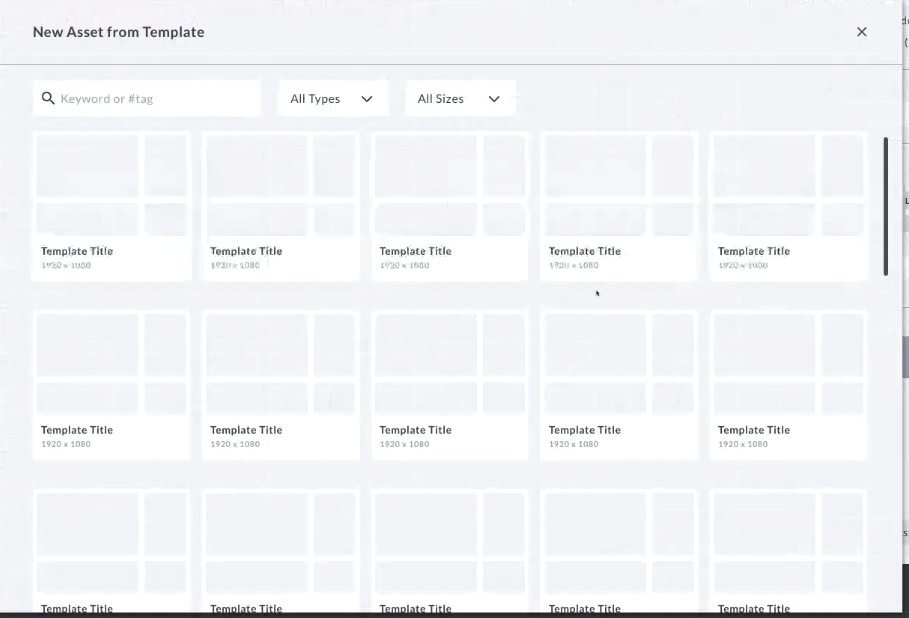 New Asset from Template
Keyword or #tag
All Types
All Sizes
Template Title Template Title Template Title Template Title Template Title
1920 x 1080 1920 x 1080 1920 x 1080 1920 x 1080 1920 x 1080
Template Title Template Title Template Title Template Title Template Title
1920 x 1080 1920 x 1080 1920 x 1080 1920 x 1080 1920 x 1080
Template Title Template Title Template Title Template Title Template Title